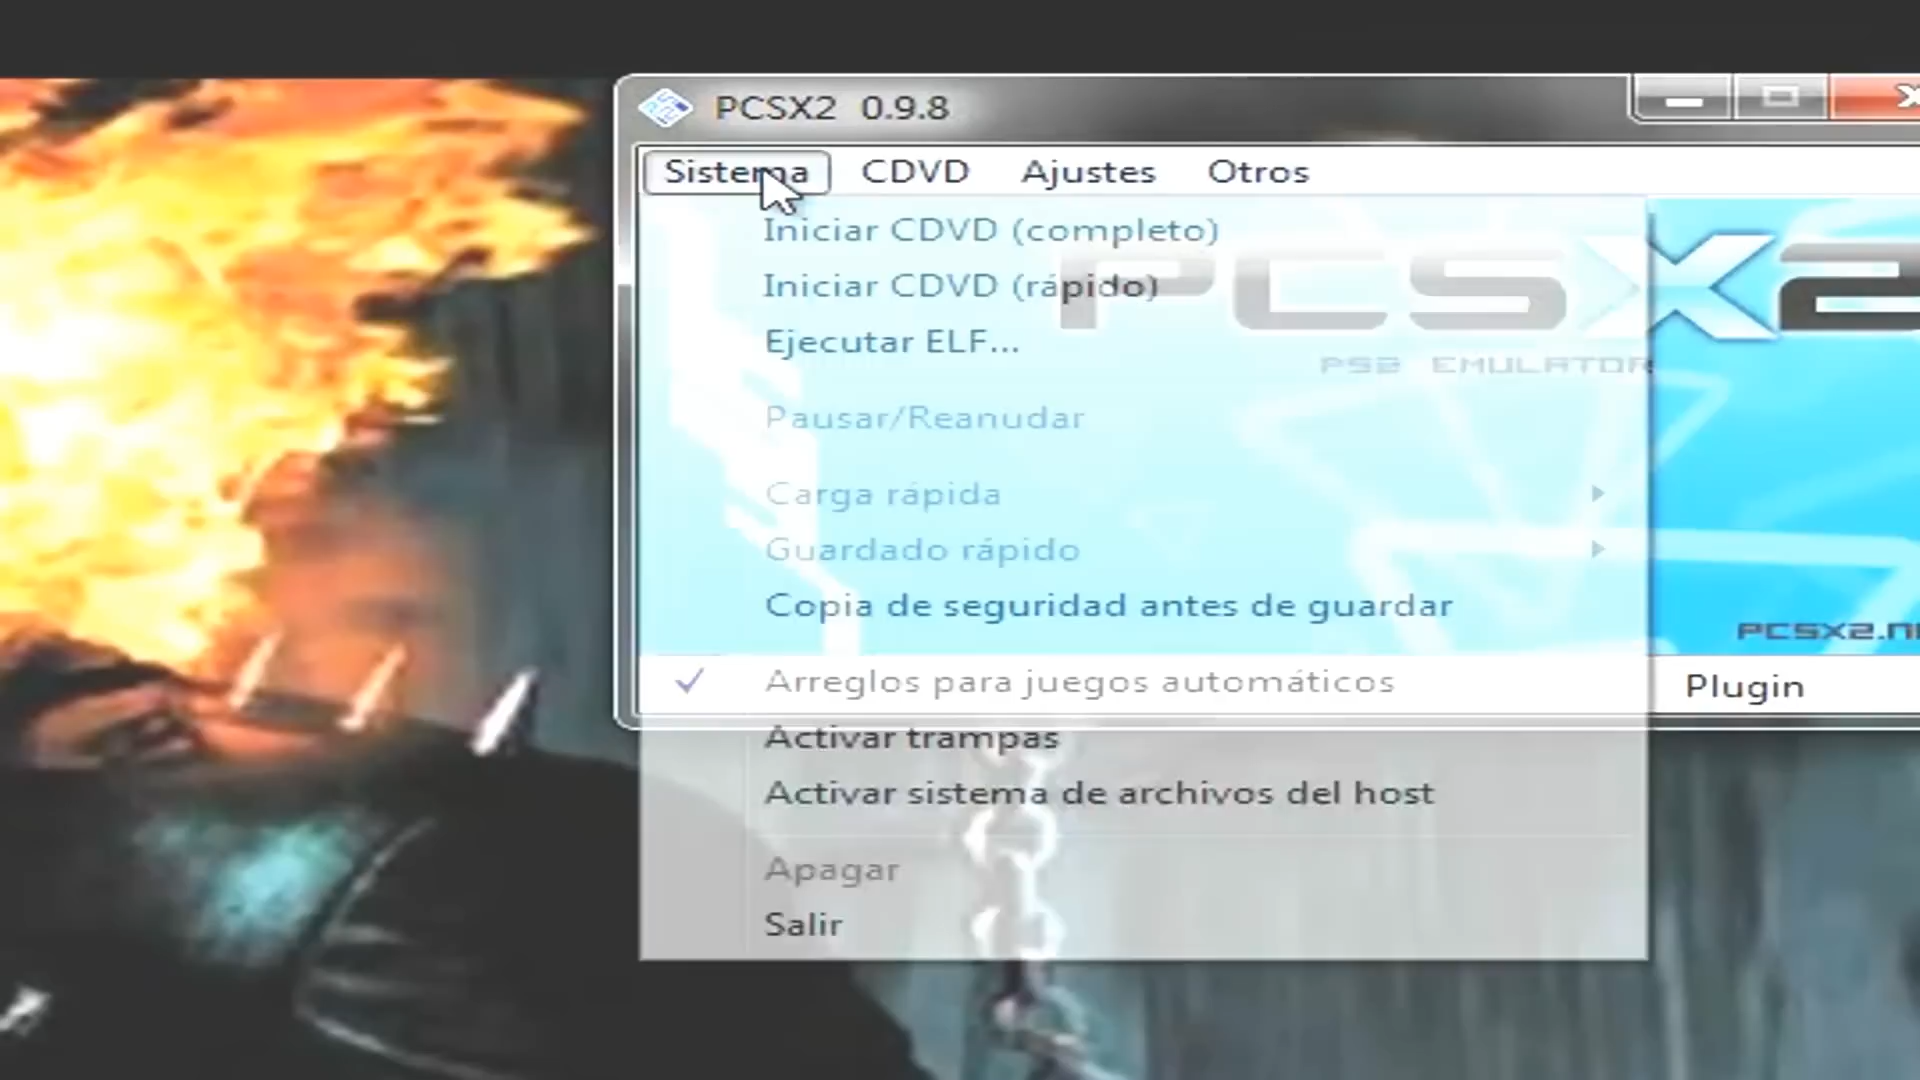 PCSX2 0.9.8
Sistema CDVD Ajustes Otros
Iniciar CDVD (completo)
Iniciar CDVD (rápido)
Ejecutar ELF...
Pausar/Reanudar
Carga rápida
Guardado rápido
Copia de seguridad antes de guardar
Arreglos para juegos automáticos
Activar trampas
Activar sistema de archivos del host
Apagar
Salir
PCSX2
PS2 EMULATOR
PCSX2.N
Plugin